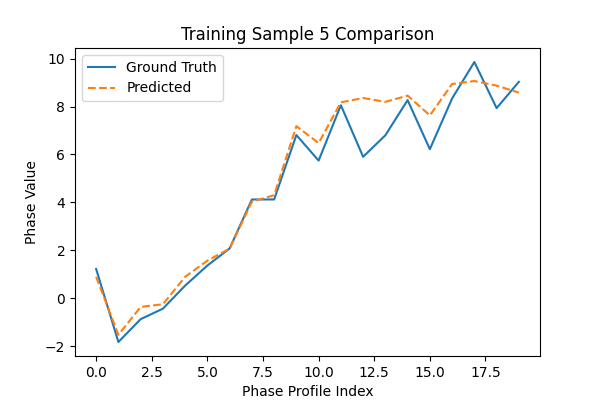 Training Sample 5 Comparison
Ground Truth
Predicted
10
8
6
4
2
0
−2
Phase Value
0.0 2.5 5.0 7.5 10.0 12.5 15.0 17.5
Phase Profile Index